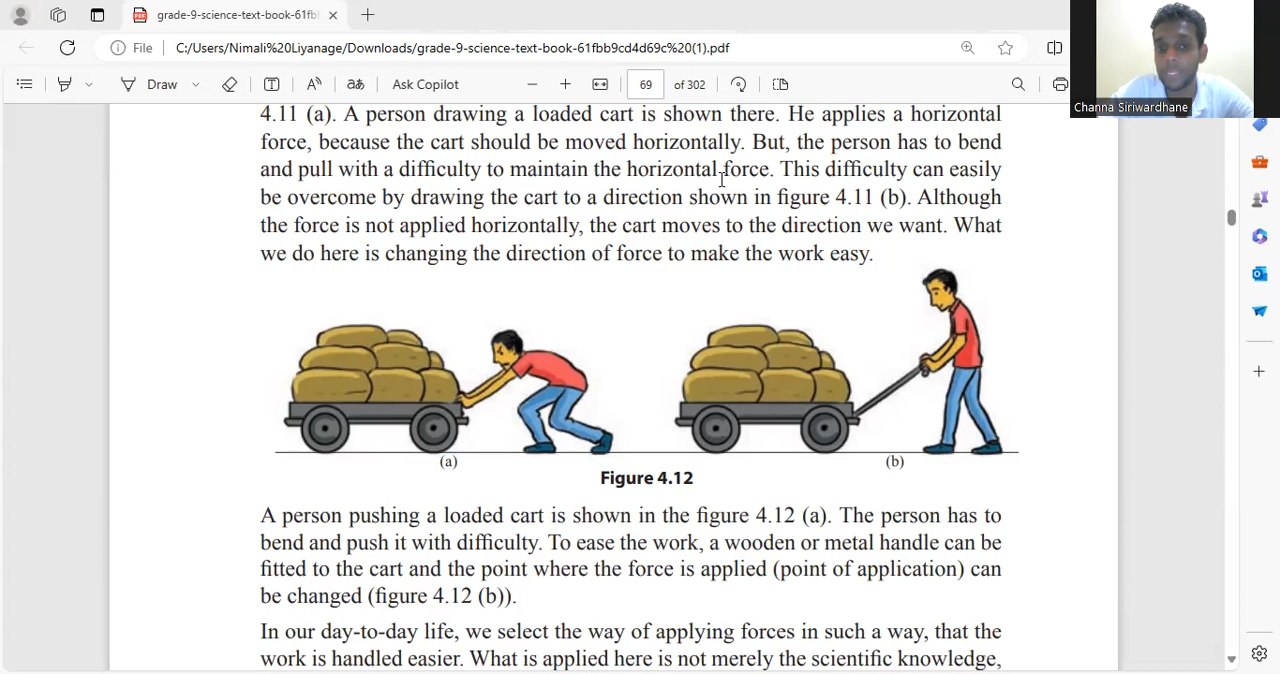 grade-9-science-text-book-61fbb
File
C:/Users/Nimali%20Liyanage/Downloads/grade-9-science-text-book-61fbb9cd4d69c%20(1).pdf
Draw
aあ
Ask Copilot
69 of 302
Channa Siriwardhane
4.11 (a). A person drawing a loaded cart is shown there. He applies a horizontal
force, because the cart should be moved horizontally. But, the person has to bend
and pull with a difficulty to maintain the horizontal force. This difficulty can easily
be overcome by drawing the cart to a direction shown in figure 4.11 (b). Although
the force is not applied horizontally, the cart moves to the direction we want. What
we do here is changing the direction of force to make the work easy.
(a)
(b)
Figure 4.12
A person pushing a loaded cart is shown in the figure 4.12 (a). The person has to
bend and push it with difficulty. To ease the work, a wooden or metal handle can be
fitted to the cart and the point where the force is applied (point of application) can
be changed (figure 4.12 (b)).
In our day-to-day life, we select the way of applying forces in such a way, that the
work is handled easier. What is applied here is not merely the scientific knowledge,